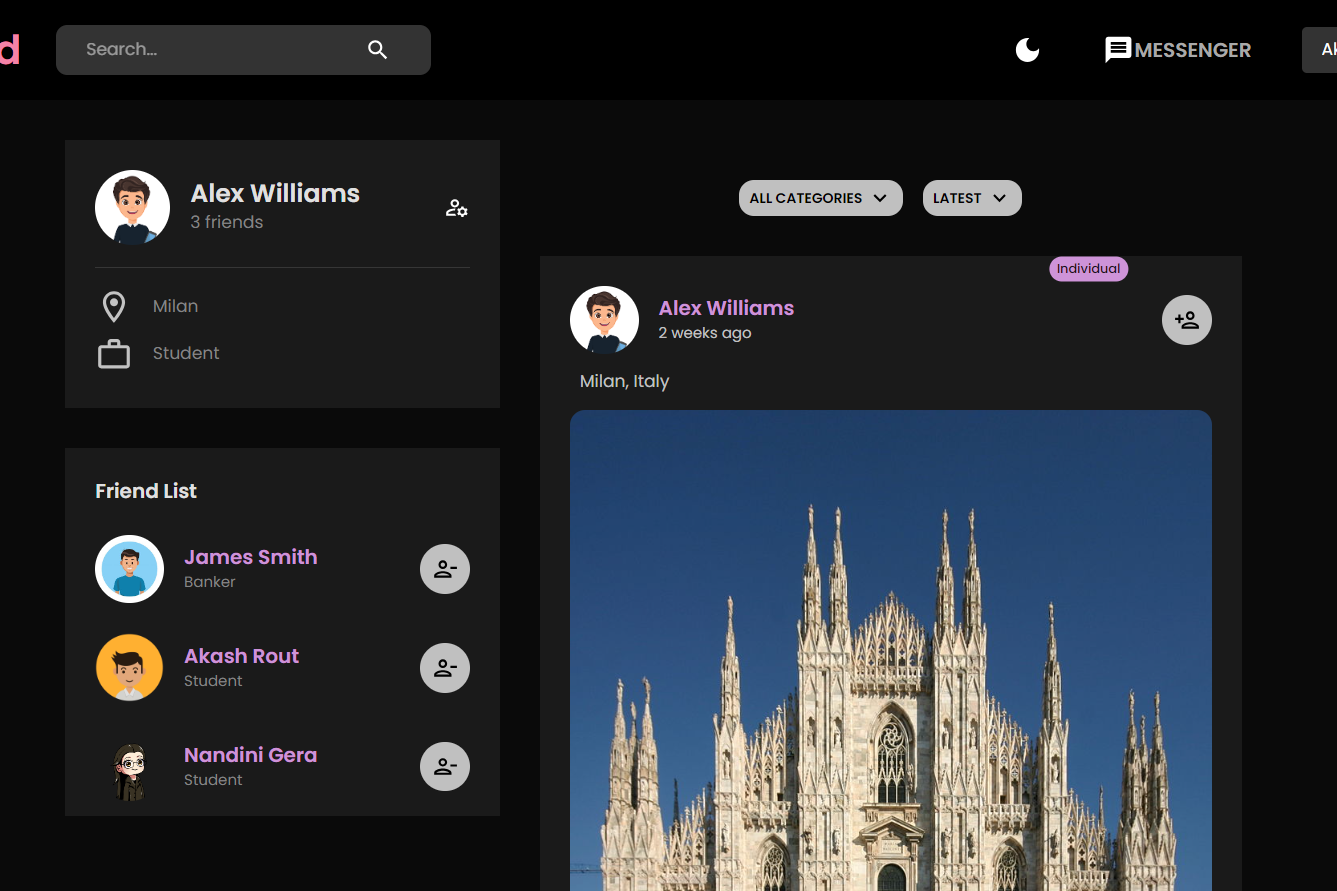 d
Search...
MESSENGER
Ak
Alex Williams
3 friends
Milan
Student
Friend List
James Smith
Banker
Akash Rout
Student
Nandini Gera
Student
ALL CATEGORIES
LATEST
Individual
Alex Williams
2 weeks ago
Milan, Italy